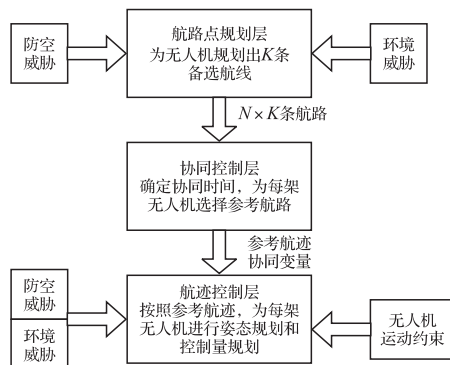 防空
威胁
航路点规划层
为无人机规划出K条
备选航线
环境
威胁
N×K条航路
协同控制层
确定协同时间，为每架
无人机选择参考航路
参考航迹
协同变量
防空
威胁
环境
威胁
航迹控制层
按照参考航迹，为每架
无人机进行姿态规划和
控制量规划
无人机
运动约束